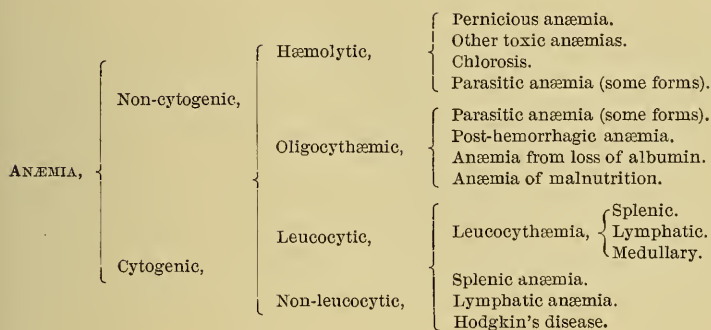 Pernicious anæmia.
Hæmolytic, Other toxic anæmias.
Chlorosis.
Non-cytogenic, Parasitic anæmia (some forms).
Parasitic anæmia (some forms).
Oligocythæmic, Post-hemorrhagic anæmia.
Anæmia from loss of albumin.
ANÆMIA, Anæmia of malnutrition.
Splenic.
Leucocytic, Leucocythæmia, Lymphatic.
Medullary.
Cytogenic,
Splenic anæmia.
Non-leucocytic, Lymphatic anæmia.
Hodgkin's disease.